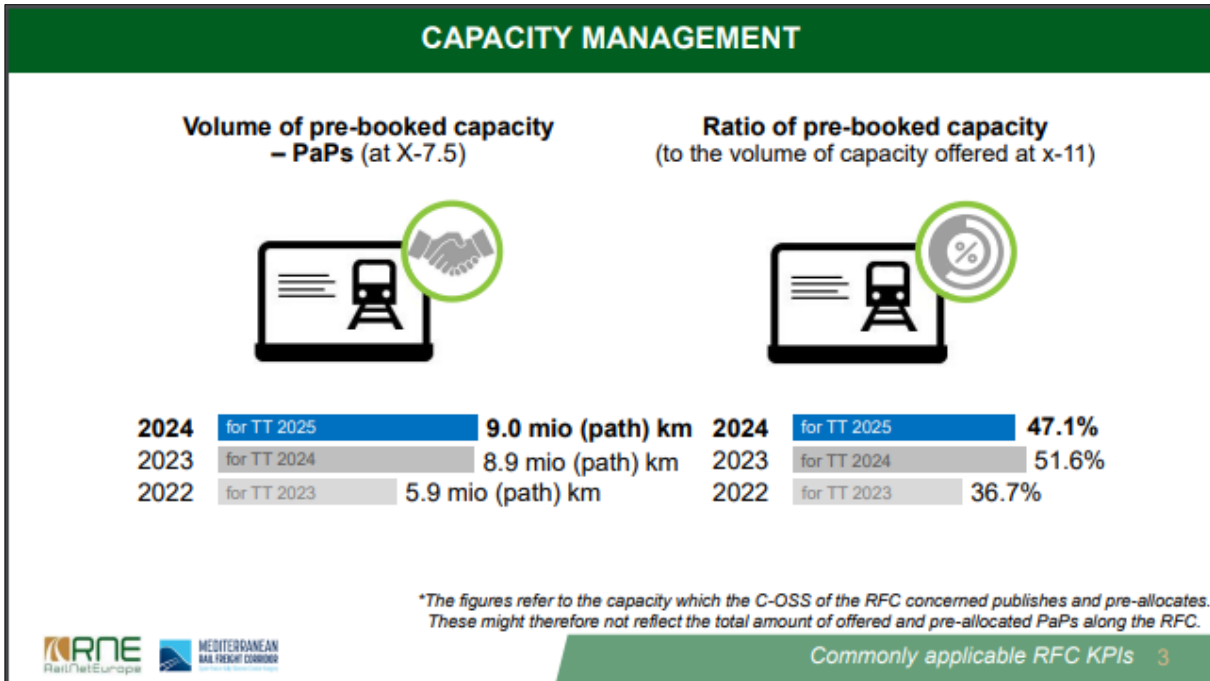 CAPACITY MANAGEMENT
Volume of pre-booked capacity
– PaPs (at X-7.5)
Ratio of pre-booked capacity
(to the volume of capacity offered at x-11)
%
2024 for TT 2025 9.0 mio (path) km
2023 for TT 2024 8.9 mio (path) km
2022 for TT 2023 5.9 mio (path) km
2024 for TT 2025 47.1%
2023 for TT 2024 51.6%
2022 for TT 2023 36.7%
*The figures refer to the capacity which the C-OSS of the RFC concerned publishes and pre-allocates.
These might therefore not reflect the total amount of offered and pre-allocated PaPs along the RFC.
RNE
RailNetEurope
MEDITERRANEAN
RAIL FREIGHT CORRIDOR
Commonly applicable RFC KPIs 3